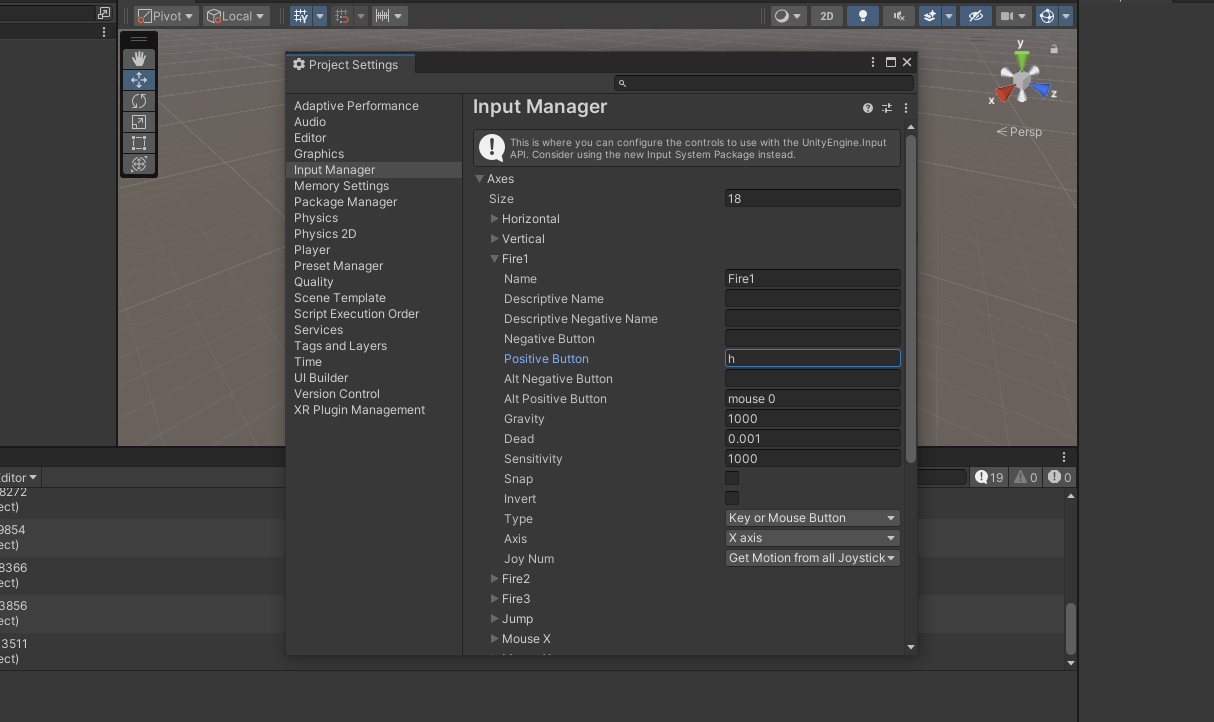 Pivot
Local
2D
Project Settings
Adaptive Performance
Audio
Editor
Graphics
Input Manager
Memory Settings
Package Manager
Physics
Physics 2D
Player
Preset Manager
Quality
Scene Template
Script Execution Order
Services
Tags and Layers
Time
UI Builder
Version Control
XR Plugin Management
Input Manager
This is where you can configure the controls to use with the UnityEngine.Input
API. Consider using the new Input System Package instead.
Axes
Size 18
Horizontal
Vertical
Fire1
Name Fire1
Descriptive Name
Descriptive Negative Name
Negative Button
Positive Button h
Alt Negative Button
Alt Positive Button mouse 0
Gravity 1000
Dead 0.001
Sensitivity 1000
Snap
Invert
Type Key or Mouse Button
Axis X axis
Joy Num Get Motion from all Joystick
Fire2
Fire3
Jump
Mouse X
y
x
z
Persp
ditor
19
0
0
8272
ect)
9854
ect)
8366
ect)
3856
ect)
3511
ect)